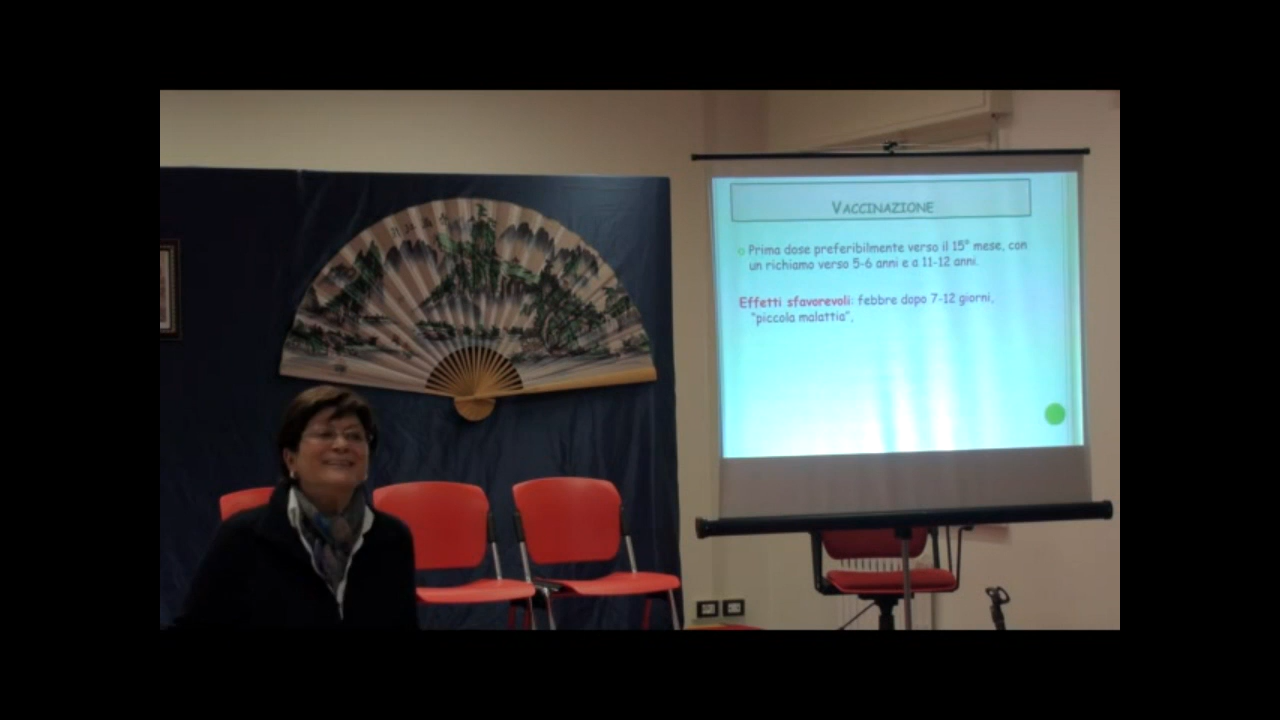 VACCINAZIONE
Prima dose preferibilmente verso il 15° mese, con
un richiamo verso 5-6 anni e a 11-12 anni.
Effetti sfavorevoli: febbre dopo 7-12 giorni,
"piccola malattia",